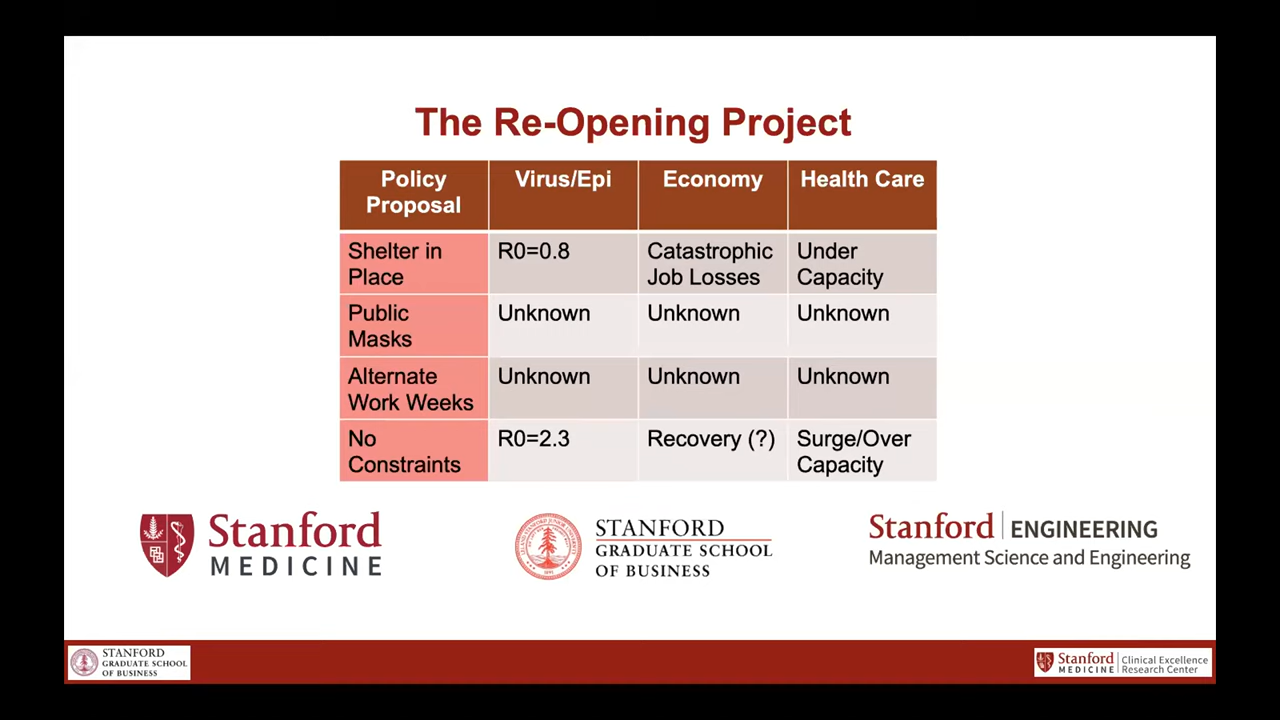 The Re-Opening Project
Policy Proposal Virus/Epi Economy Health Care
Shelter in Place R0=0.8 Catastrophic Job Losses Under Capacity
Public Masks Unknown Unknown Unknown
Alternate Work Weeks Unknown Unknown Unknown
No Constraints R0=2.3 Recovery (?) Surge/Over Capacity
Stanford
MEDICINE
STANFORD
GRADUATE SCHOOL
OF BUSINESS
Stanford ENGINEERING
Management Science and Engineering
STANFORD
GRADUATE SCHOOL
OF BUSINESS
Stanford
MEDICINE
Clinical Excellence
Research Center